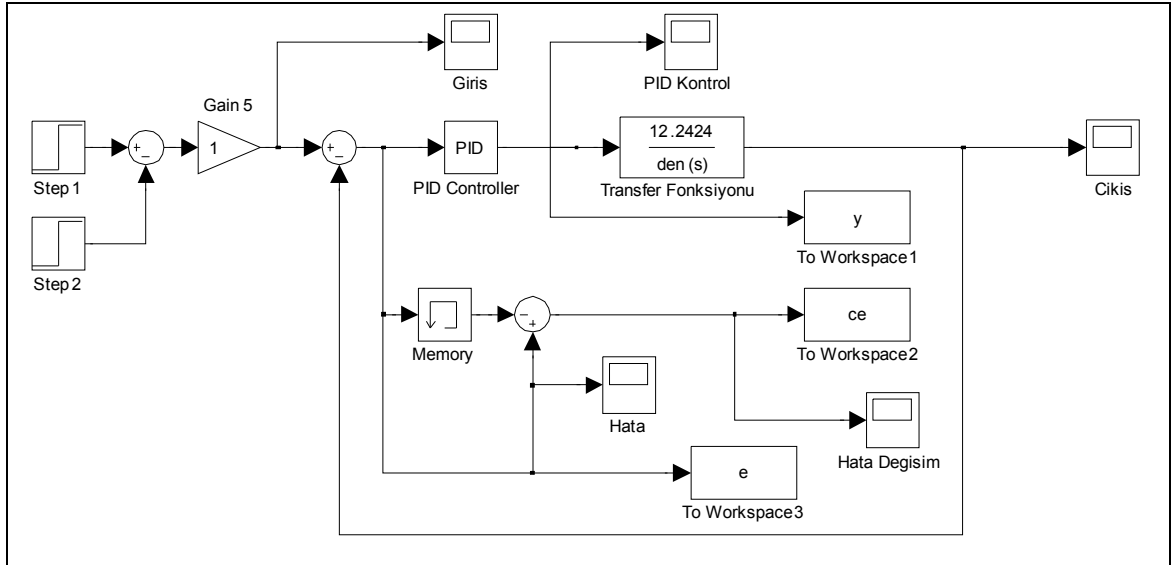 Giris
PID Kontrol
Gain 5
Step 1
+
−
1
+
−
PID
PID Controller
12.2424
den (s)
Transfer Fonksiyonu
Cikis
Step 2
y
To Workspace1
Memory
−
+
ce
To Workspace2
Hata
Hata Degisim
e
To Workspace3